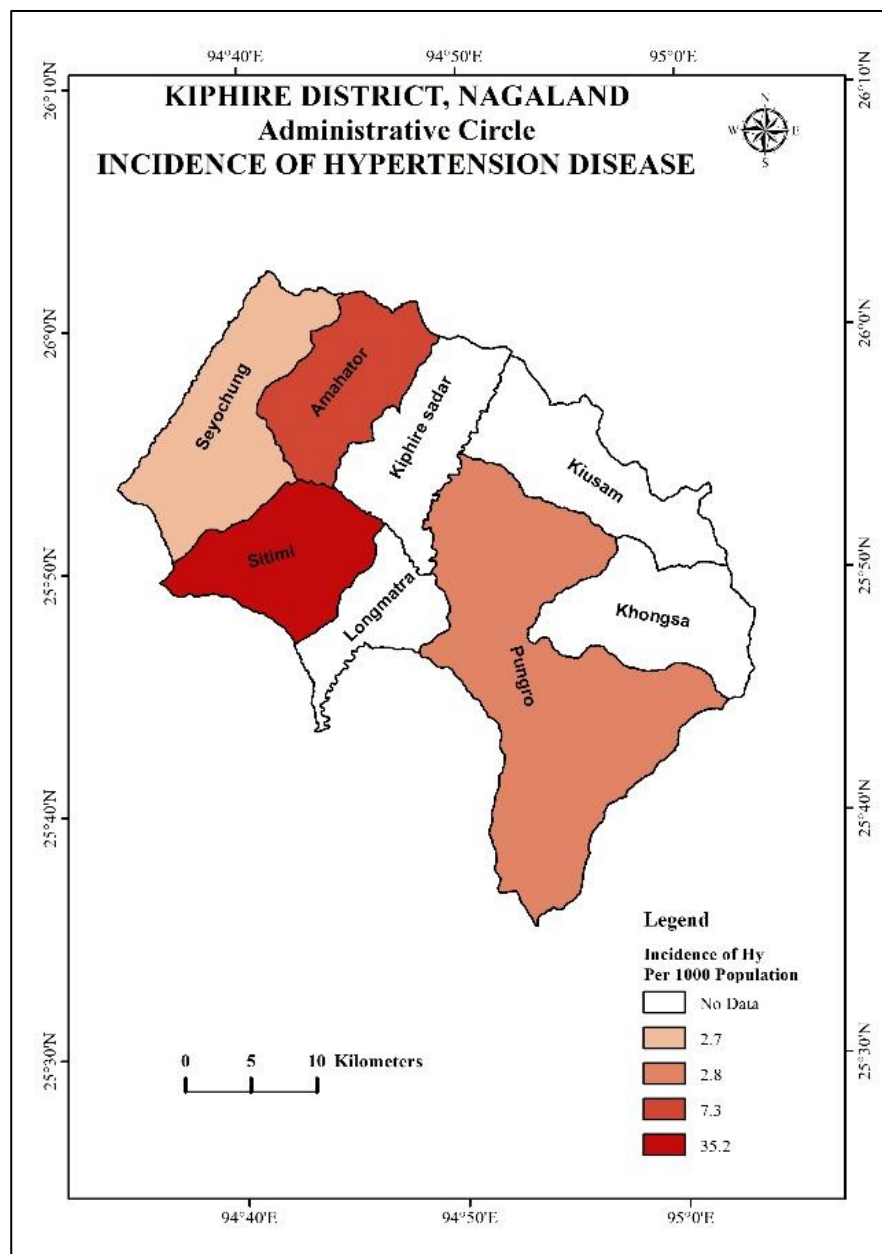 94°40'E 94°50'E 95°0'E
26°10'N 26°10'N
KIPHIRE DISTRICT, NAGALAND
Administrative Circle
INCIDENCE OF HYPERTENSION DISEASE
N
W E
S
26°0'N 26°0'N
Seyochung
Amahator
Kiphire sadar
Kiusam
25°50'N 25°50'N
Sitimi
Longmatra
Khongsa
Pungro
25°40'N 25°40'N
Legend
Incidence of Hy
Per 1000 Population
No Data
2.7
2.8
7.3
35.2
0 5 10 Kilometers
25°30'N 25°30'N
94°40'E 94°50'E 95°0'E